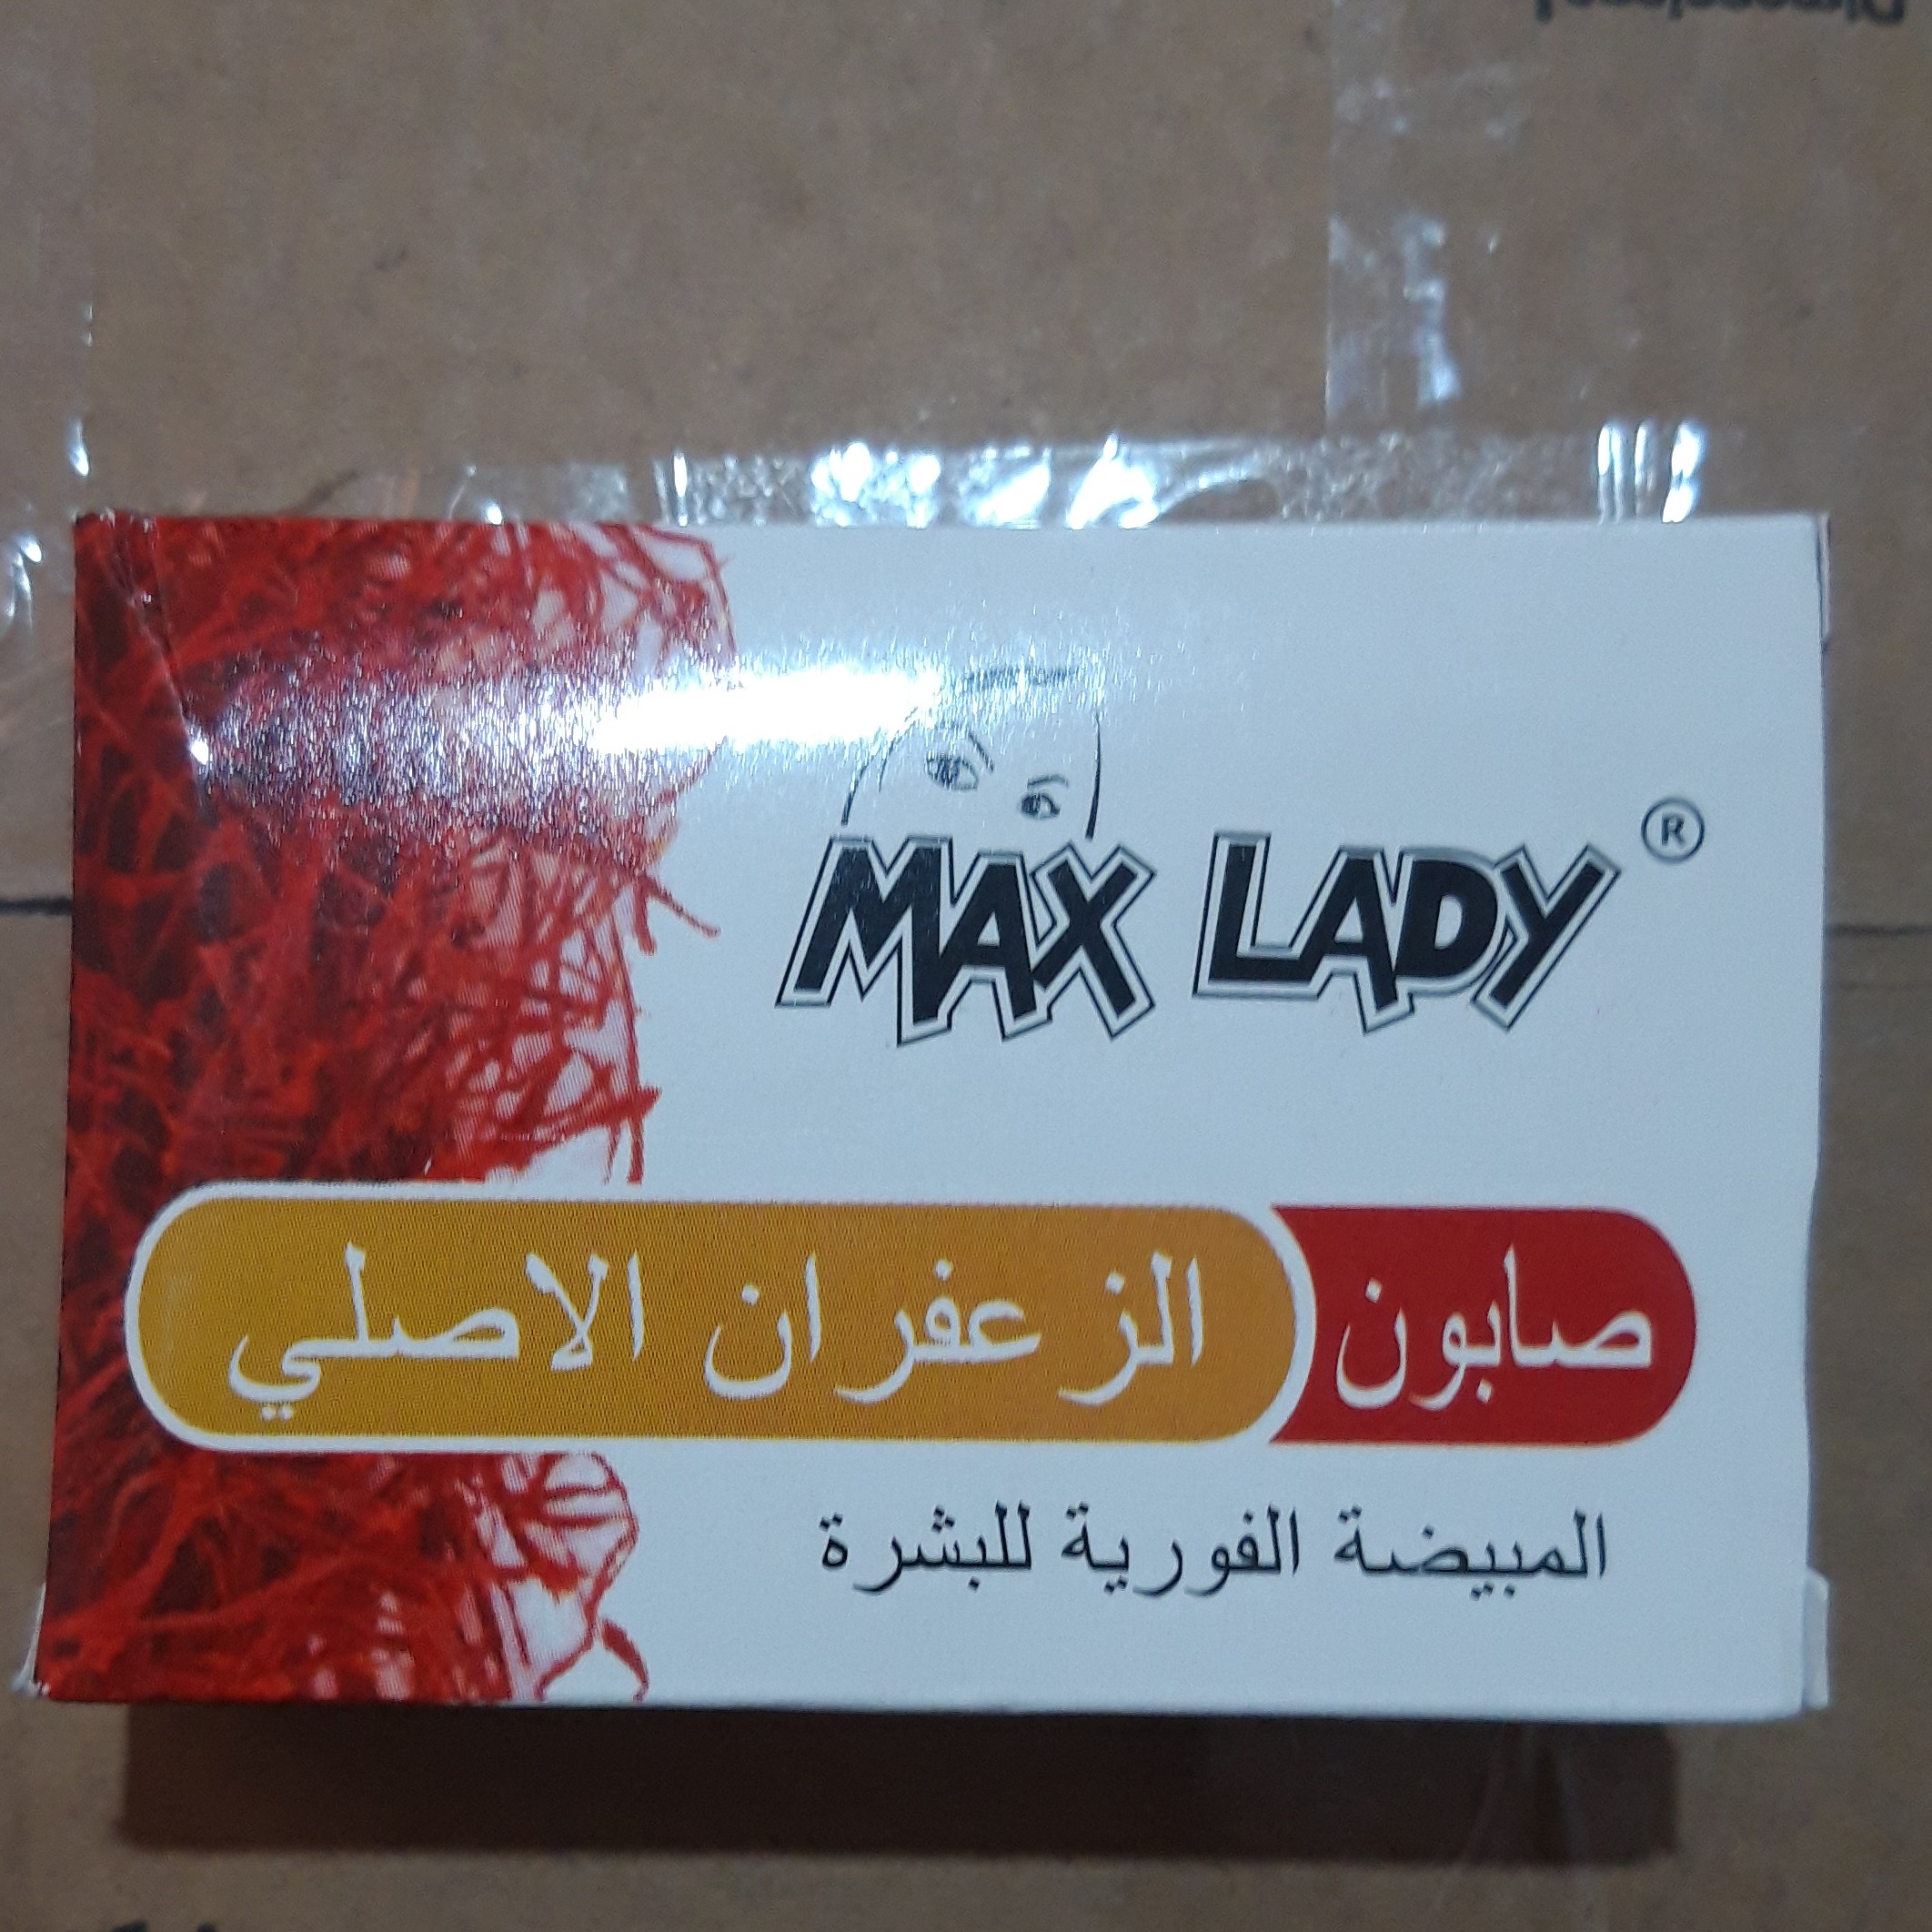 MAX LADY ®
صابون الزعفران الاصلي
المبيضة الفورية للبشرة